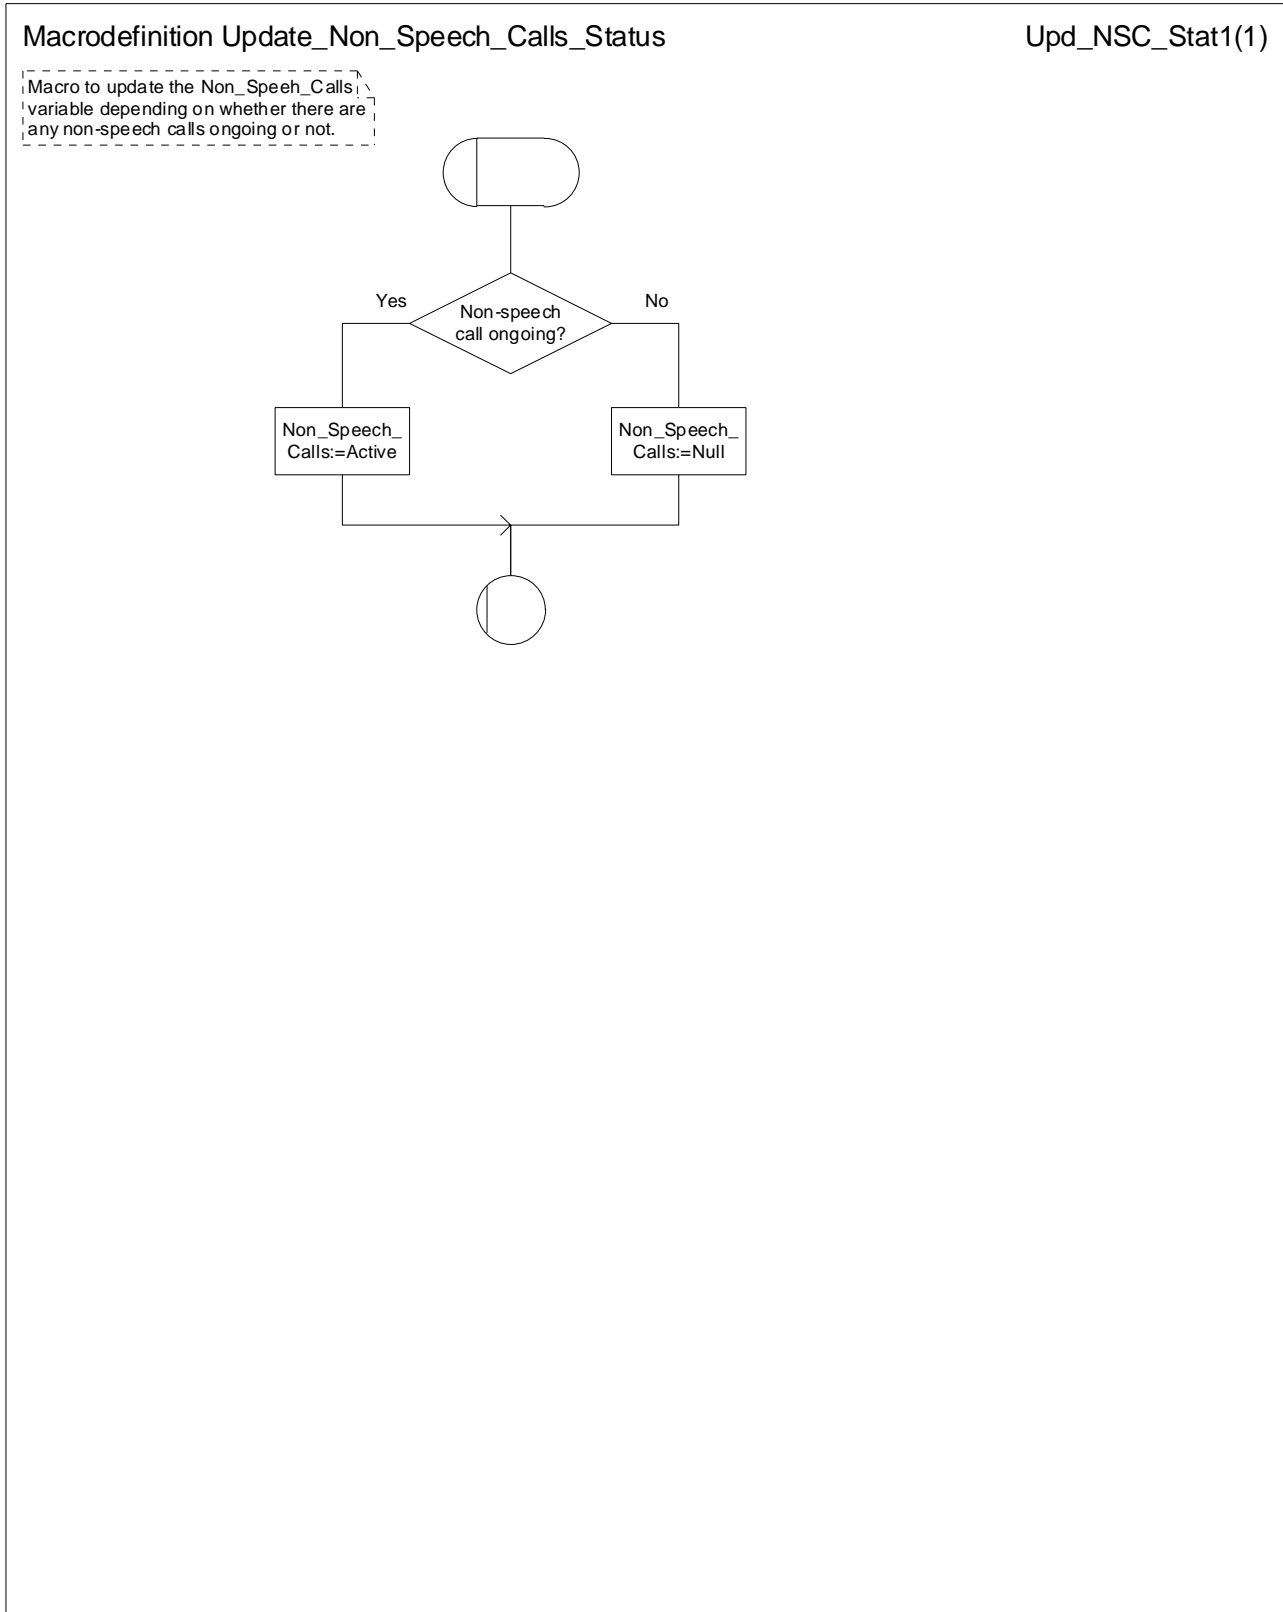 Macrodefinition Update_Non_Speech_Calls_Status
Upd_NSC_Stat1(1)
Macro to update the Non_Speeh_Calls
variable depending on whether there are
any non-speech calls ongoing or not.
Yes
No
Non-speech
call ongoing?
Non_Speech_
Calls:=Active
Non_Speech_
Calls:=Null